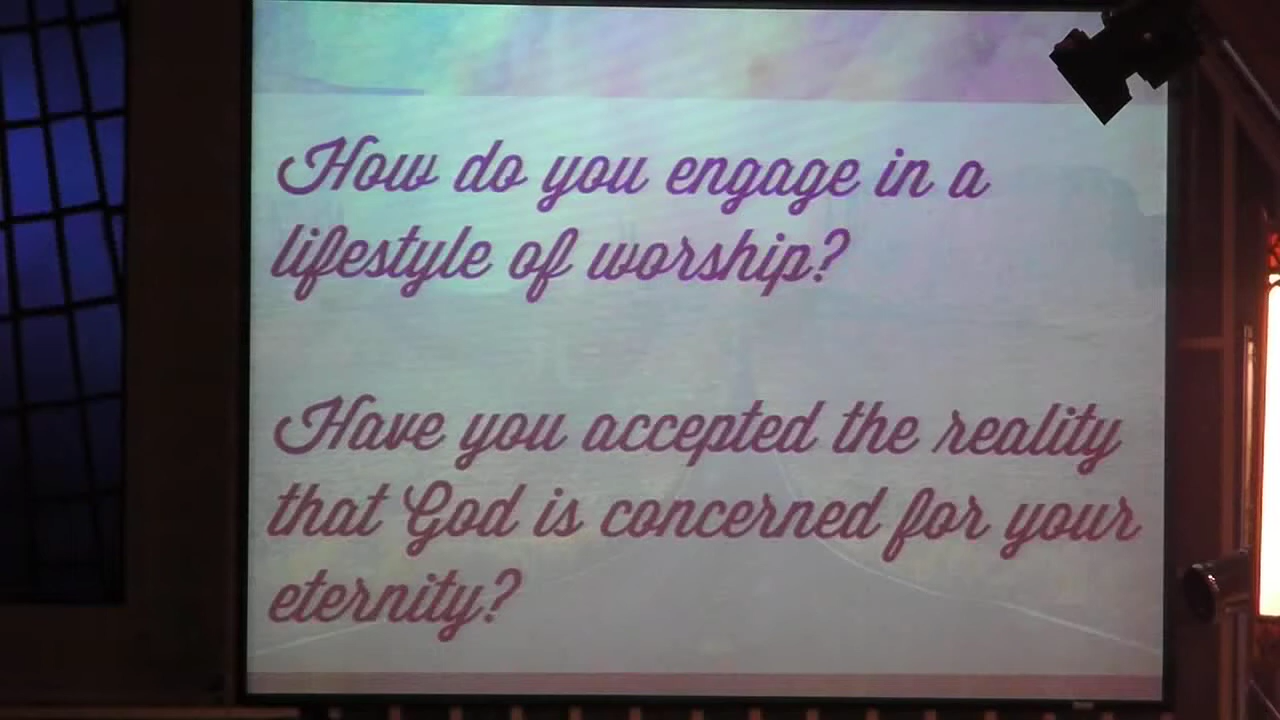 How do you engage in a
lifestyle of worship?
Have you accepted the reality
that God is concerned for your
eternity?